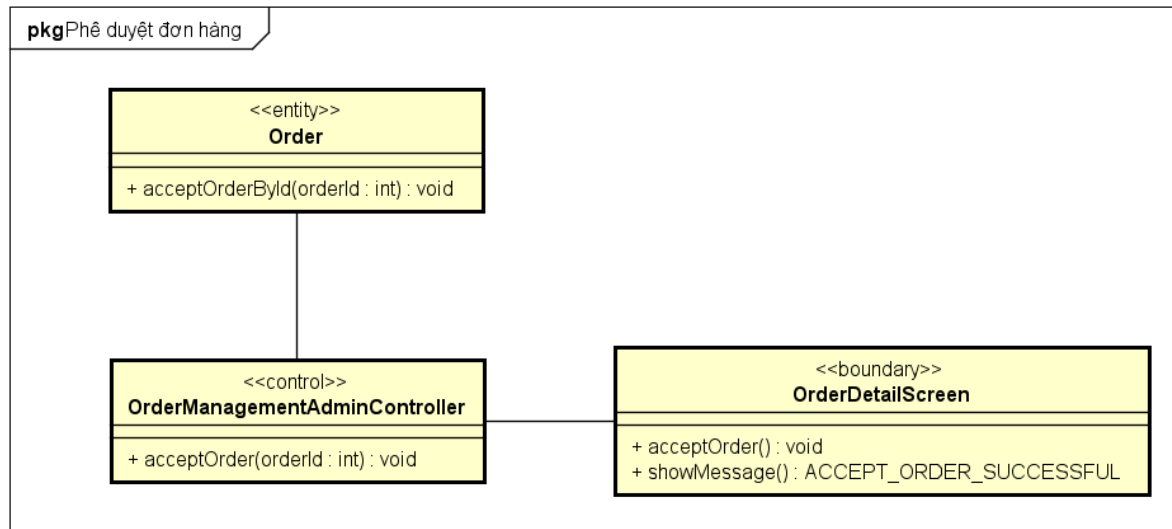 pkgPhê duyệt đơn hàng
<<entity>>
Order
+ acceptOrderById(orderId : int) : void
<<control>>
OrderManagementAdminController
+ acceptOrder(orderId : int) : void
<<boundary>>
OrderDetailScreen
+ acceptOrder() : void
+ showMessage() : ACCEPT_ORDER_SUCCESSFUL